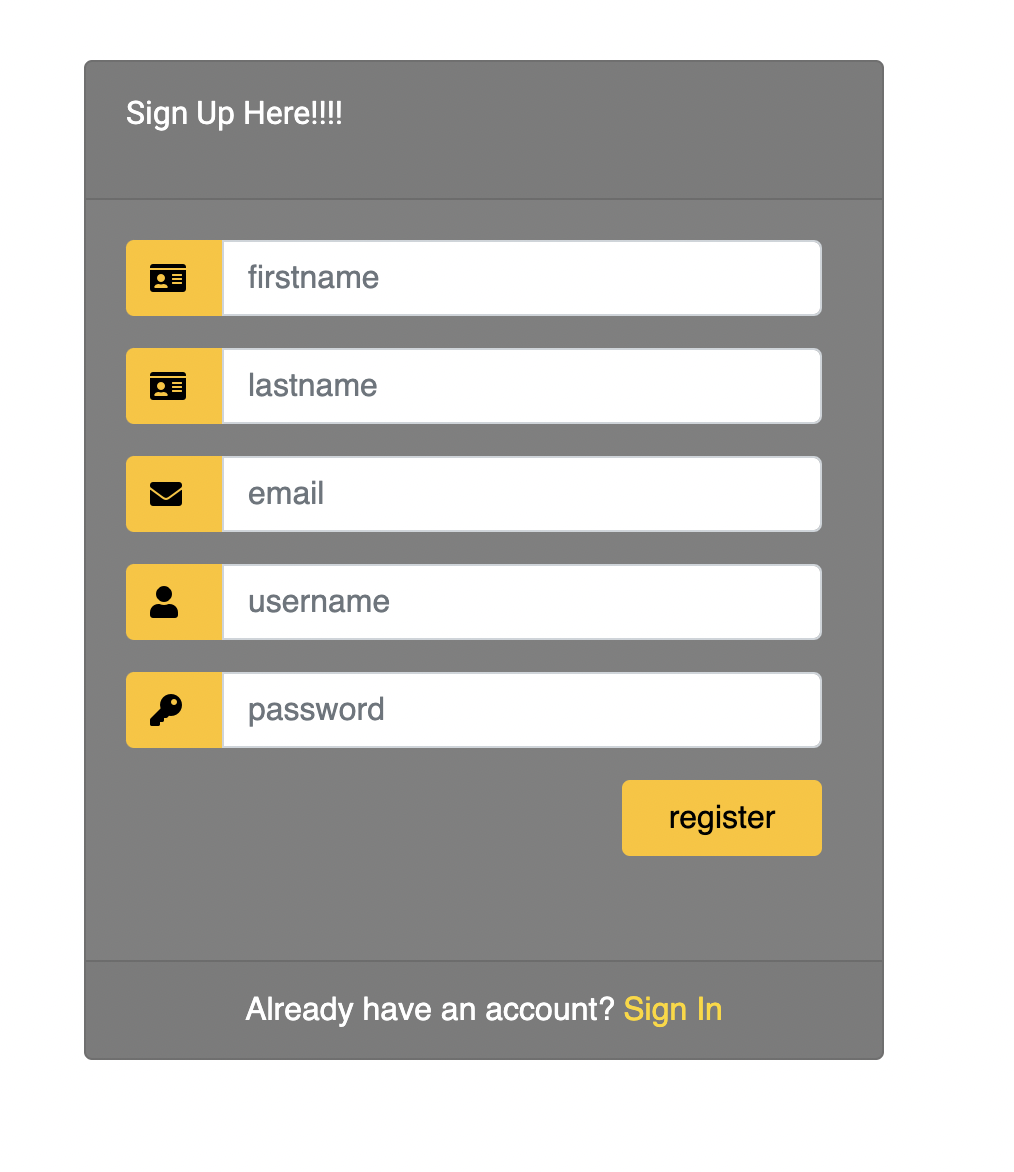 Sign Up Here!!!!
firstname
lastname
email
username
password
register
Already have an account? Sign In